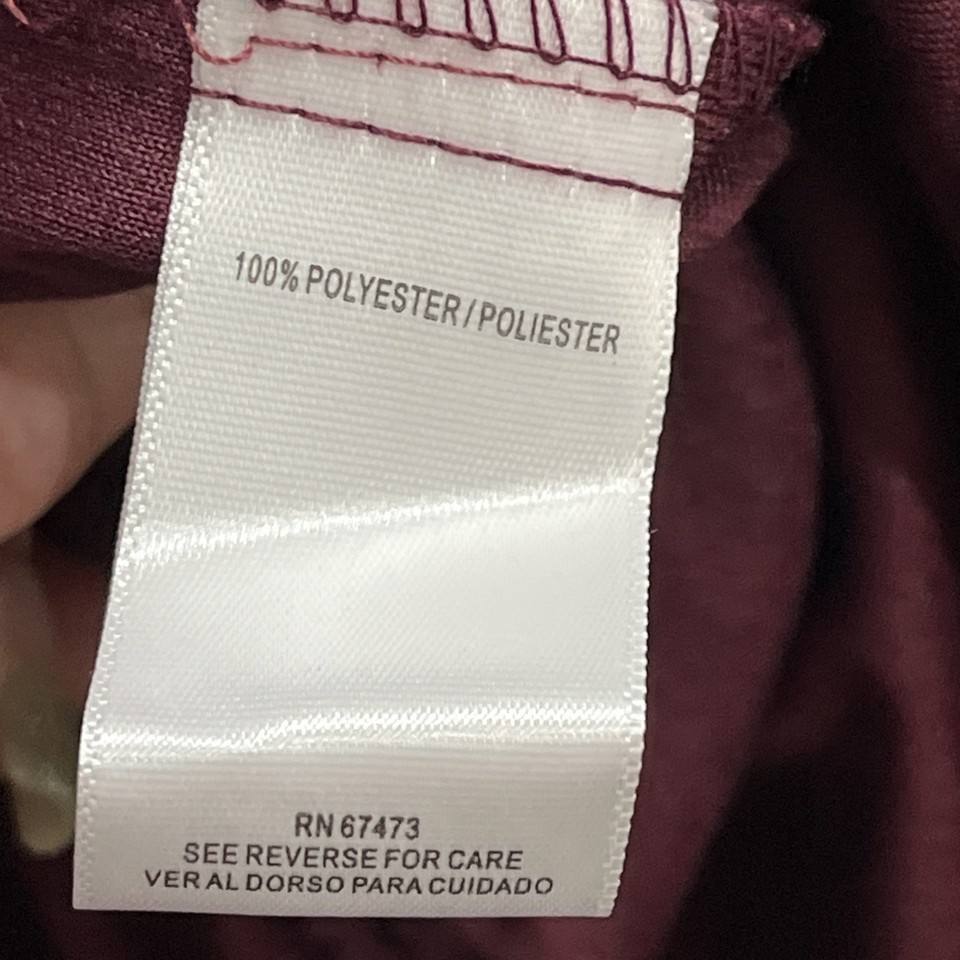 100% POLYESTER / POLIESTER
RN 67473
SEE REVERSE FOR CARE
VER AL DORSO PARA CUIDADO